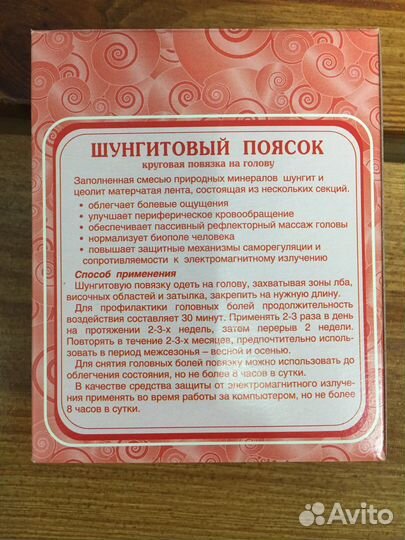 ШУНГИТОВЫЙ ПОЯСОК
круговая повязка на голову
Заполненная смесью природных минералов шунгит и
цеолит матерчатая лента, состоящая из нескольких секций.
• облегчает болевые ощущения
• улучшает периферическое кровообращение
• обеспечивает пассивный рефлекторный массаж головы
• нормализует биополе человека
• повышает защитные механизмы саморегуляции и
сопротивляемости к электромагнитному излучению
Способ применения
Шунгитовую повязку одеть на голову, захватывая зоны лба,
височных областей и затылка, закрепить на нужную длину.
Для профилактики головных болей продолжительность
воздействия составляет 30 минут. Применять 2-3 раза в день
на протяжении 2-3-х недель, затем перерыв 2 недели.
Повторять в течение 2-3-х месяцев, предпочтительно исполь-
зовать в период межсезонья – весной и осенью.
Для снятия головных болей повязку можно использовать до
облегчения состояния, но не более 8 часов в сутки.
В качестве средства защиты от электромагнитного излуче-
ния применять во время работы за компьютером, но не более
8 часов в сутки.
Avito